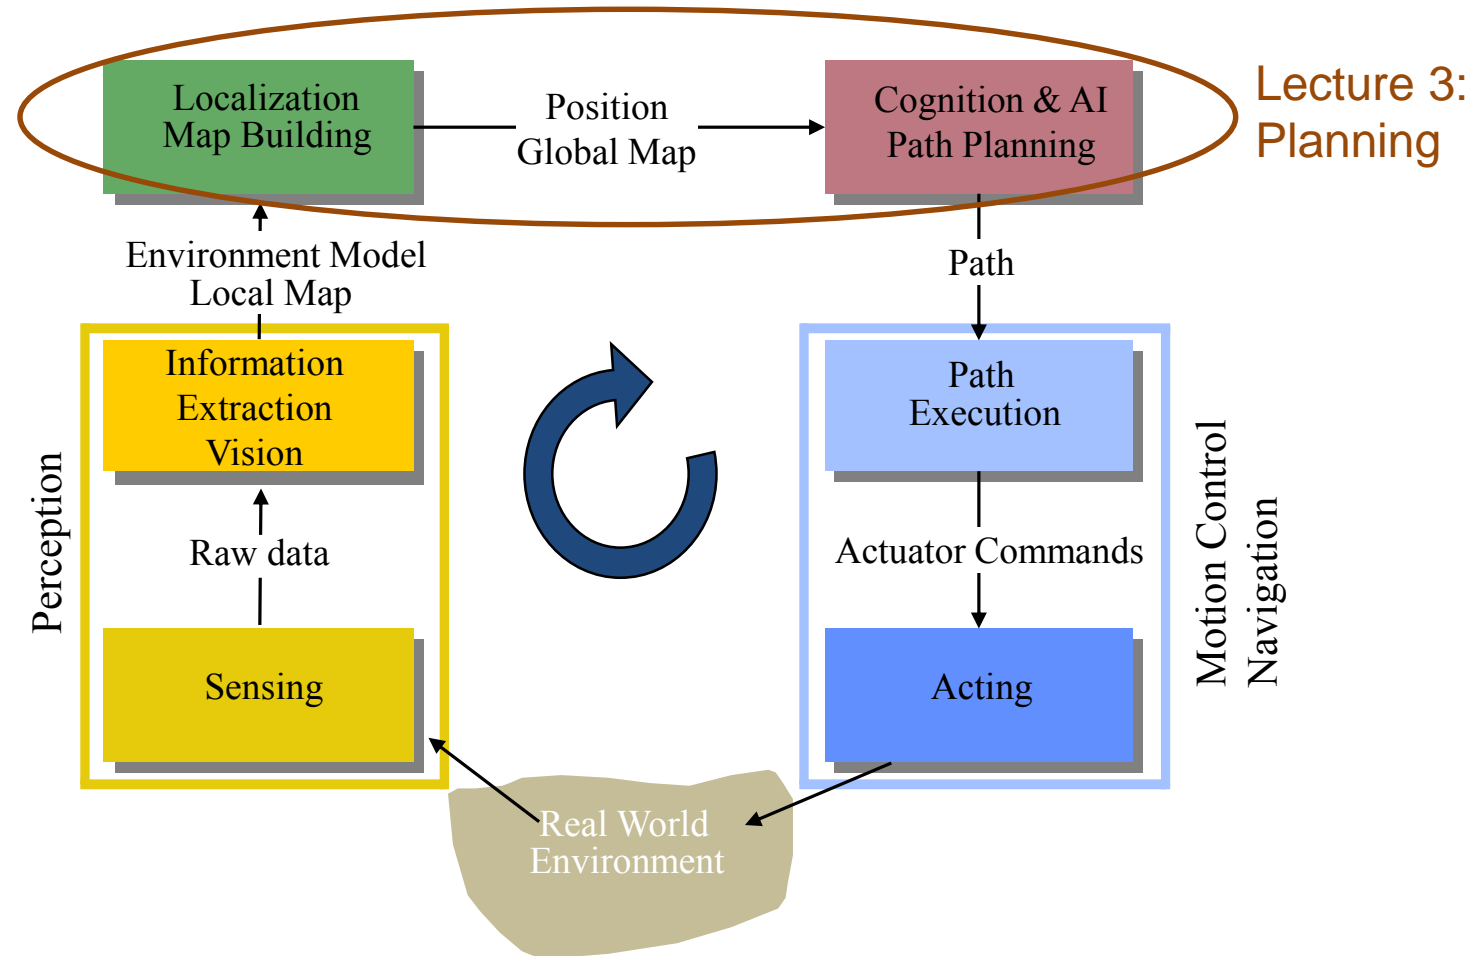 Localization
Map Building
Position
Global Map
Cognition & AI
Path Planning
Lecture 3:
Planning
Environment Model
Local Map
Path
Information
Extraction
Vision
Path
Execution
Perception
Raw data
Actuator Commands
Motion Control
Navigation
Sensing
Acting
Real World
Environment